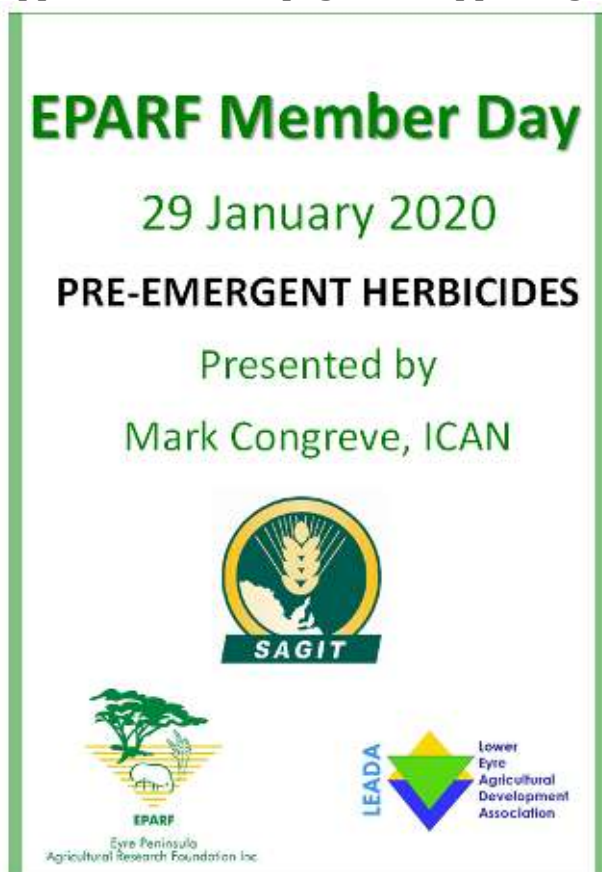 EPARF Member Day
29 January 2020
PRE-EMERGENT HERBICIDES
Presented by
Mark Congreve, ICAN
SAGIT
EPARF
Eyre Peninsula
Agricultural Research Foundation Inc
LEADA
Lower
Eyre
Agricultural
Development
Association